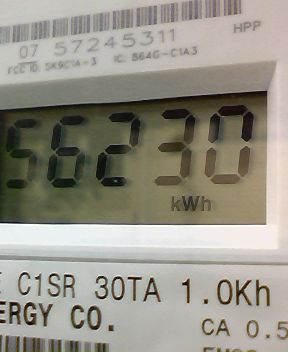 07 57245311
HPP
FCC ID: SK9C1A-3 IC: 864G-C1A3
56230
kWh
C1SR 30TA 1.0Kh
ERGY CO.
CA 0.5